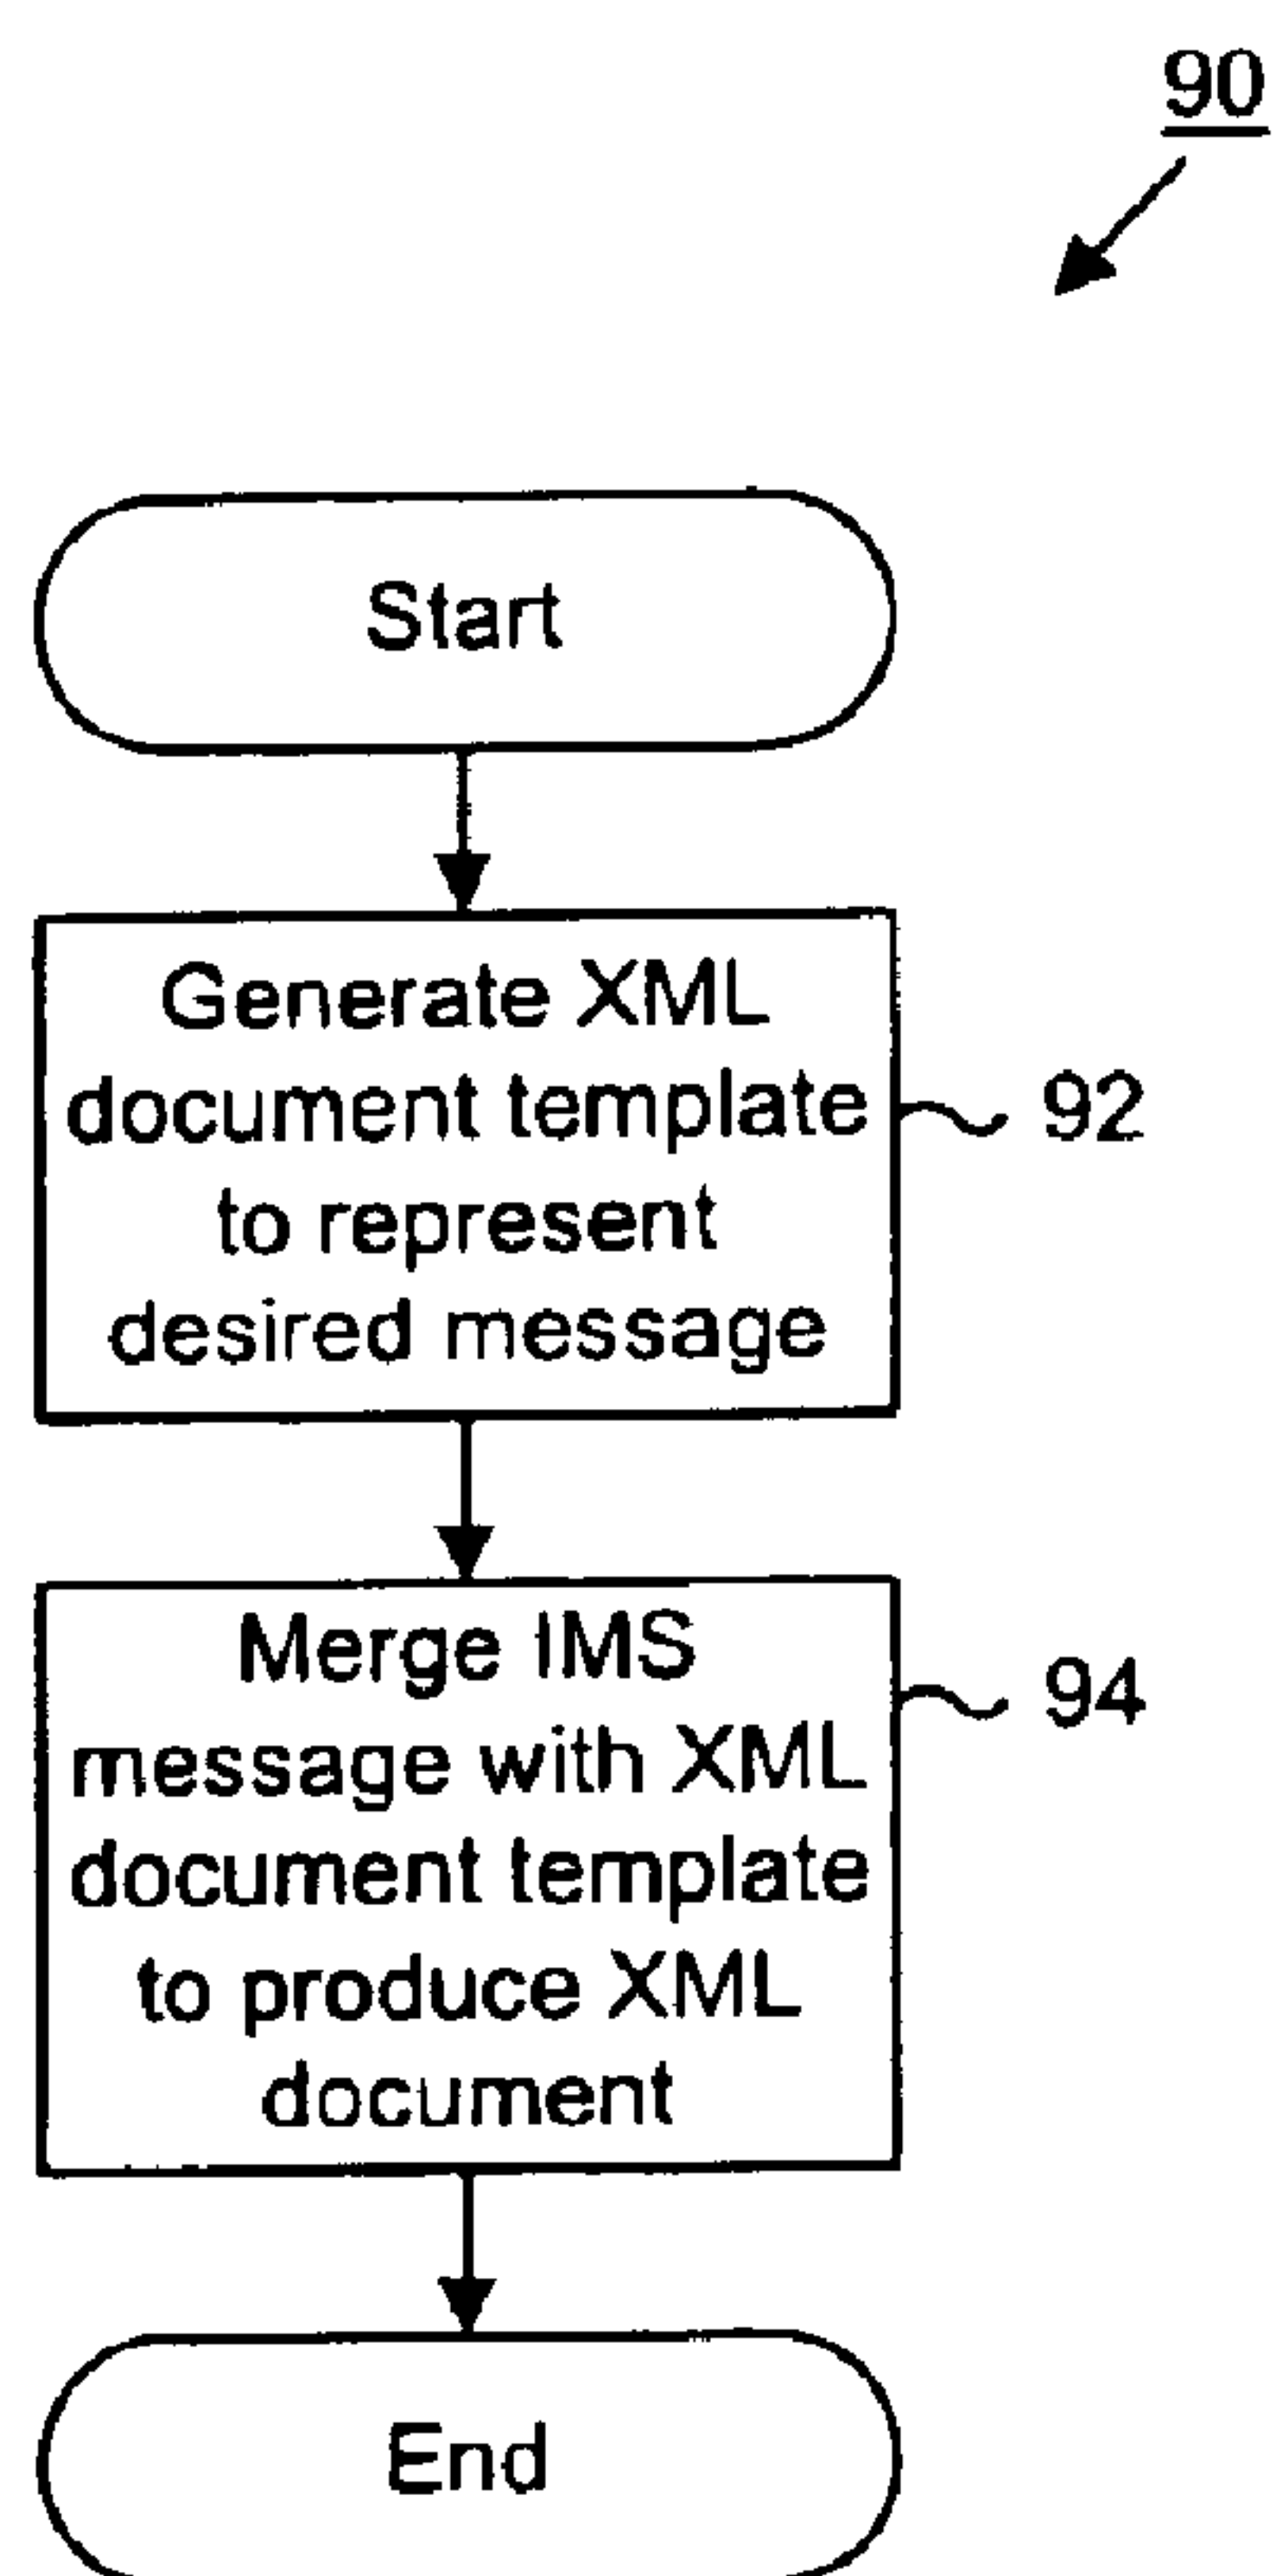 90
Start
Generate XML
document template
to represent
desired message
92
Merge IMS
message with XML
document template
to produce XML
document
94
End